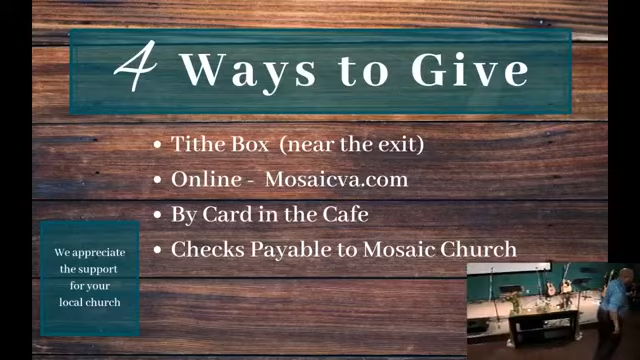 4 Ways to Give
Tithe Box (near the exit)
Online - Mosaicva.com
By Card in the Cafe
Checks Payable to Mosaic Church
We appreciate
the support
for your
local church